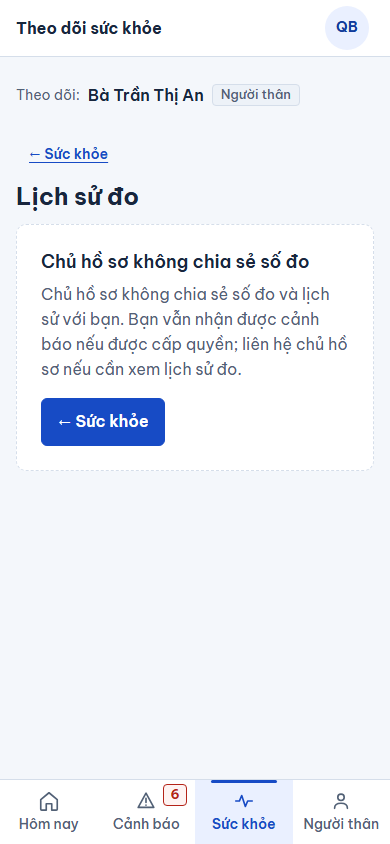 Theo dõi sức khỏe
QB
Theo dõi: Bà Trần Thị An Người thân
← Sức khỏe
Lịch sử đo
Chủ hồ sơ không chia sẻ số đo
Chủ hồ sơ không chia sẻ số đo và lịch
sử với bạn. Bạn vẫn nhận được cảnh
báo nếu được cấp quyền; liên hệ chủ hồ
sơ nếu cần xem lịch sử đo.
← Sức khỏe
6
Hôm nay Cảnh báo Sức khỏe Người thân